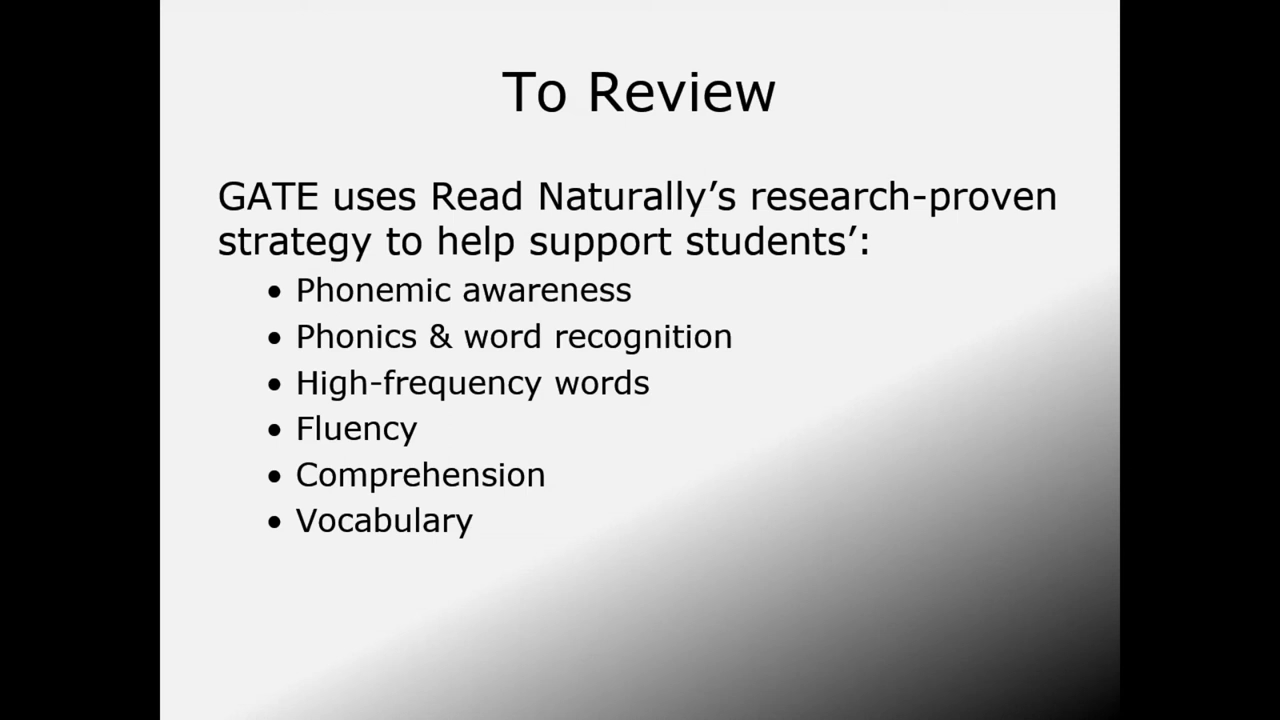 To Review
GATE uses Read Naturally’s research-proven
strategy to help support students’:
• Phonemic awareness
• Phonics & word recognition
• High-frequency words
• Fluency
• Comprehension
• Vocabulary